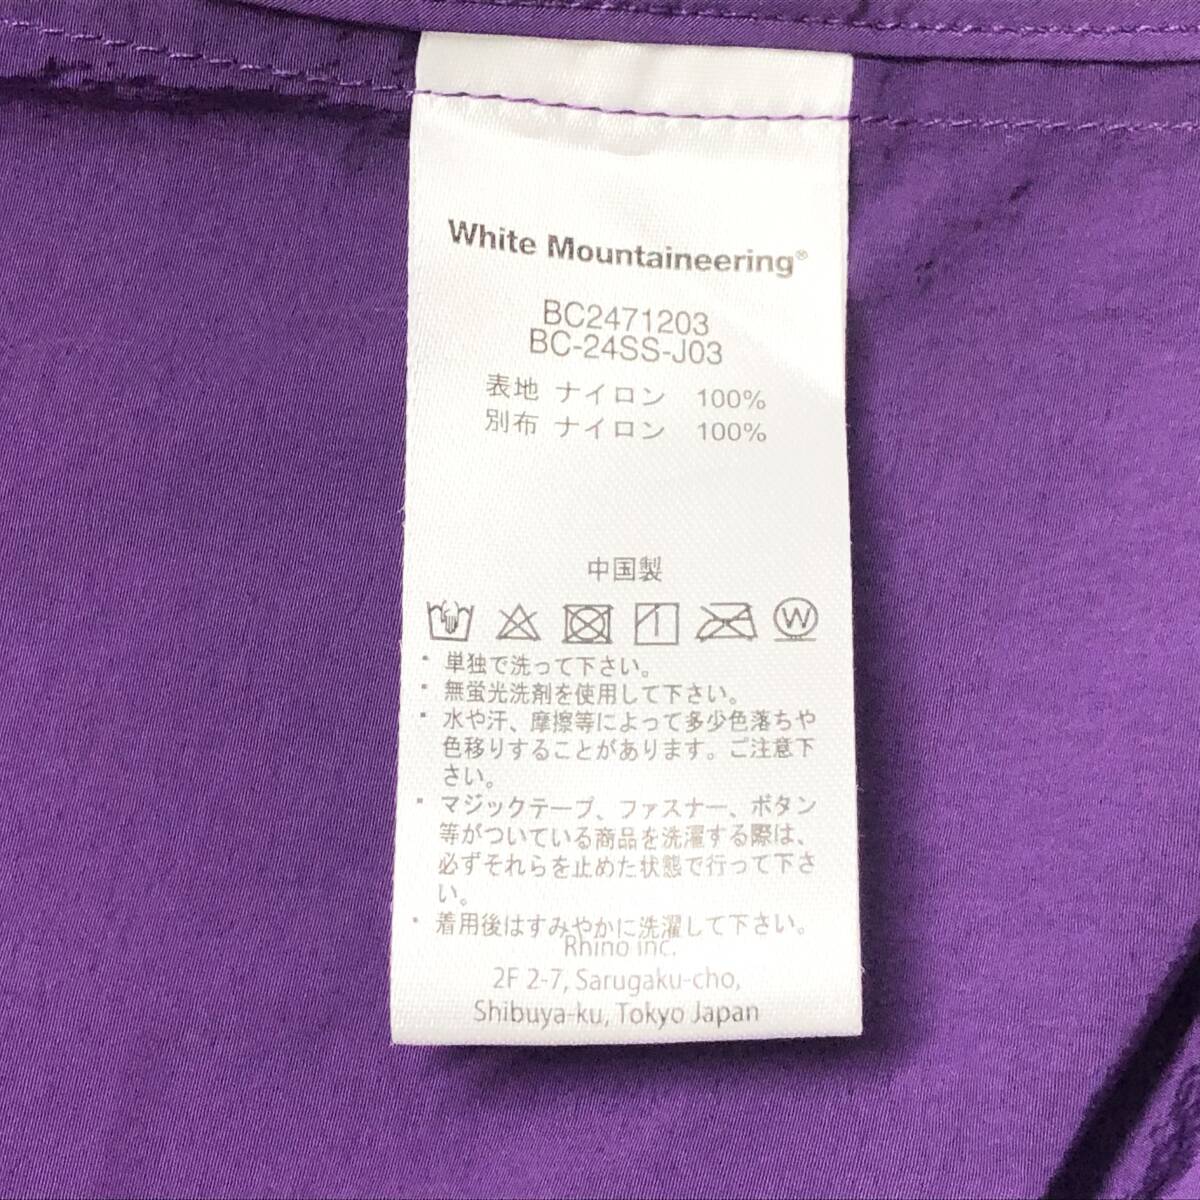 White Mountaineering®
BC2471203
BC-24SS-J03
表地 ナイロン 100%
別布 ナイロン 100%
中国製
W
・単独で洗って下さい。
・無蛍光洗剤を使用して下さい。
・水や汗、摩擦等によって多少色落ちや
色移りすることがあります。ご注意下
さい。
・マジックテープ、ファスナー、ボタン
等がついている商品を洗濯する際は、
必ずそれらを止めた状態で行って下さ
い。
・着用後はすみやかに洗濯して下さい。
Rhino inc.
2F 2-7, Sarugaku-cho,
Shibuya-ku, Tokyo Japan